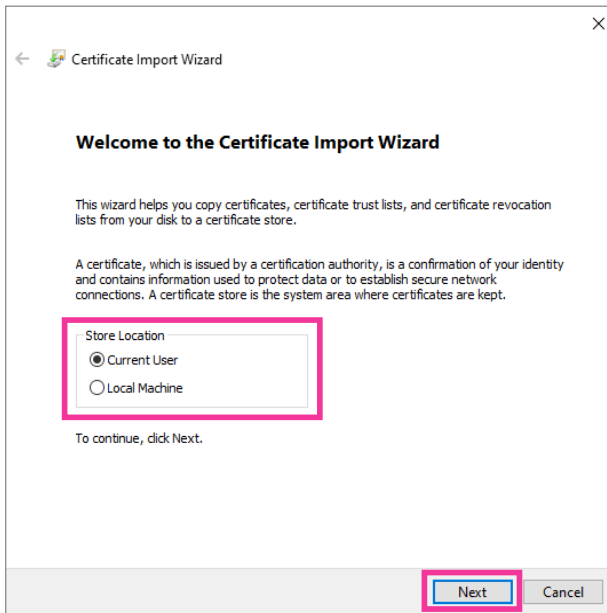 Certificate Import Wizard
Welcome to the Certificate Import Wizard
This wizard helps you copy certificates, certificate trust lists, and certificate revocation
lists from your disk to a certificate store.
A certificate, which is issued by a certification authority, is a confirmation of your identity
and contains information used to protect data or to establish secure network
connections. A certificate store is the system area where certificates are kept.
Store Location
Current User
Local Machine
To continue, click Next.
Next Cancel